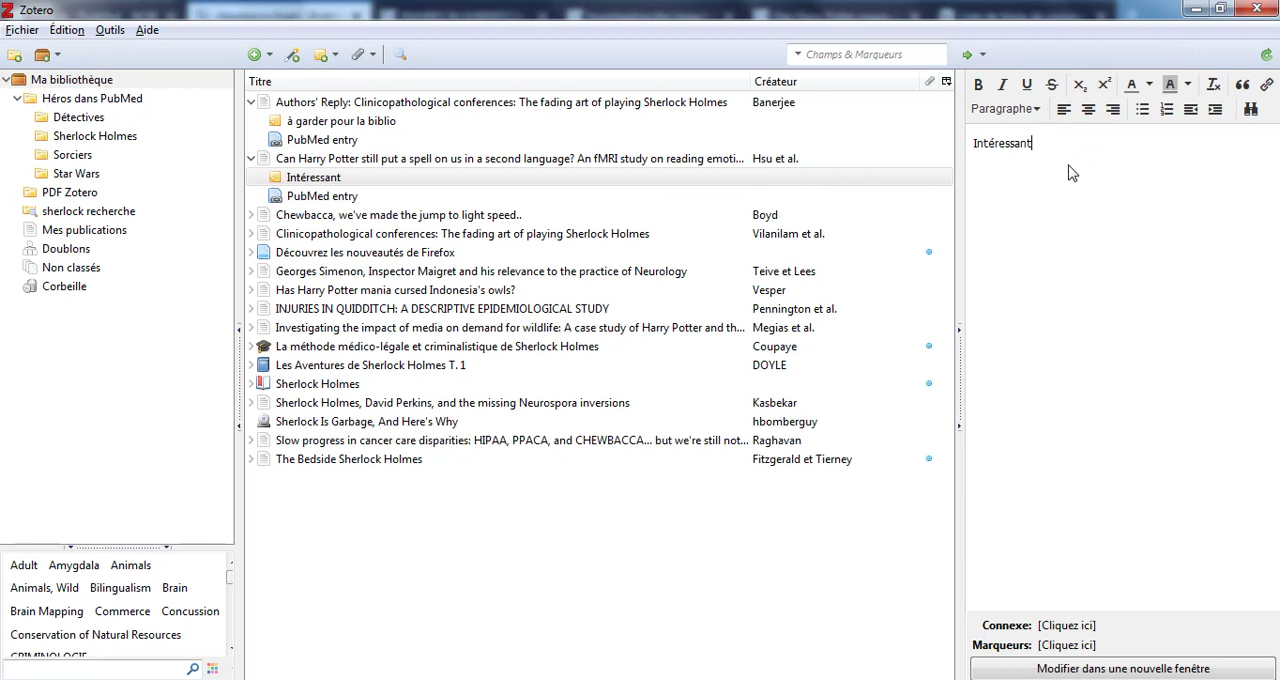 Zotero
Fichier Édition Outils Aide
Champs & Marqueurs
Ma bibliothèque
Héros dans PubMed
Détectives
Sherlock Holmes
Sorciers
Star Wars
PDF Zotero
sherlock recherche
Mes publications
Doublons
Non classés
Corbeille
Adult Amygdala Animals
Animals, Wild Bilingualism Brain
Brain Mapping Commerce Concussion
Conservation of Natural Resources
CRIMINOLOGIE
Titre Créateur
Authors' Reply: Clinicopathological conferences: The fading art of playing Sherlock Holmes Banerjee
à garder pour la biblio
PubMed entry
Can Harry Potter still put a spell on us in a second language? An fMRI study on reading emoti... Hsu et al.
Intéressant
PubMed entry
Chewbacca, we've made the jump to light speed.. Boyd
Clinicopathological conferences: The fading art of playing Sherlock Holmes Vilanilam et al.
Découvrez les nouveautés de Firefox
Georges Simenon, Inspector Maigret and his relevance to the practice of Neurology Teive et Lees
Has Harry Potter mania cursed Indonesia's owls? Vesper
INJURIES IN QUIDDITCH: A DESCRIPTIVE EPIDEMIOLOGICAL STUDY Pennington et al.
Investigating the impact of media on demand for wildlife: A case study of Harry Potter and th... Megias et al.
La méthode médico-légale et criminalistique de Sherlock Holmes Coupaye
Les Aventures de Sherlock Holmes T. 1 DOYLE
Sherlock Holmes
Sherlock Holmes, David Perkins, and the missing Neurospora inversions Kasbekar
Sherlock Is Garbage, And Here's Why hbomberguy
Slow progress in cancer care disparities: HIPAA, PPACA, and CHEWBACCA... but we're still not... Raghavan
The Bedside Sherlock Holmes Fitzgerald et Tierney
B I U S X₂ X² A A
Paragraphe
Intéressant
Connexe: [Cliquez ici]
Marqueurs: [Cliquez ici]
Modifier dans une nouvelle fenêtre